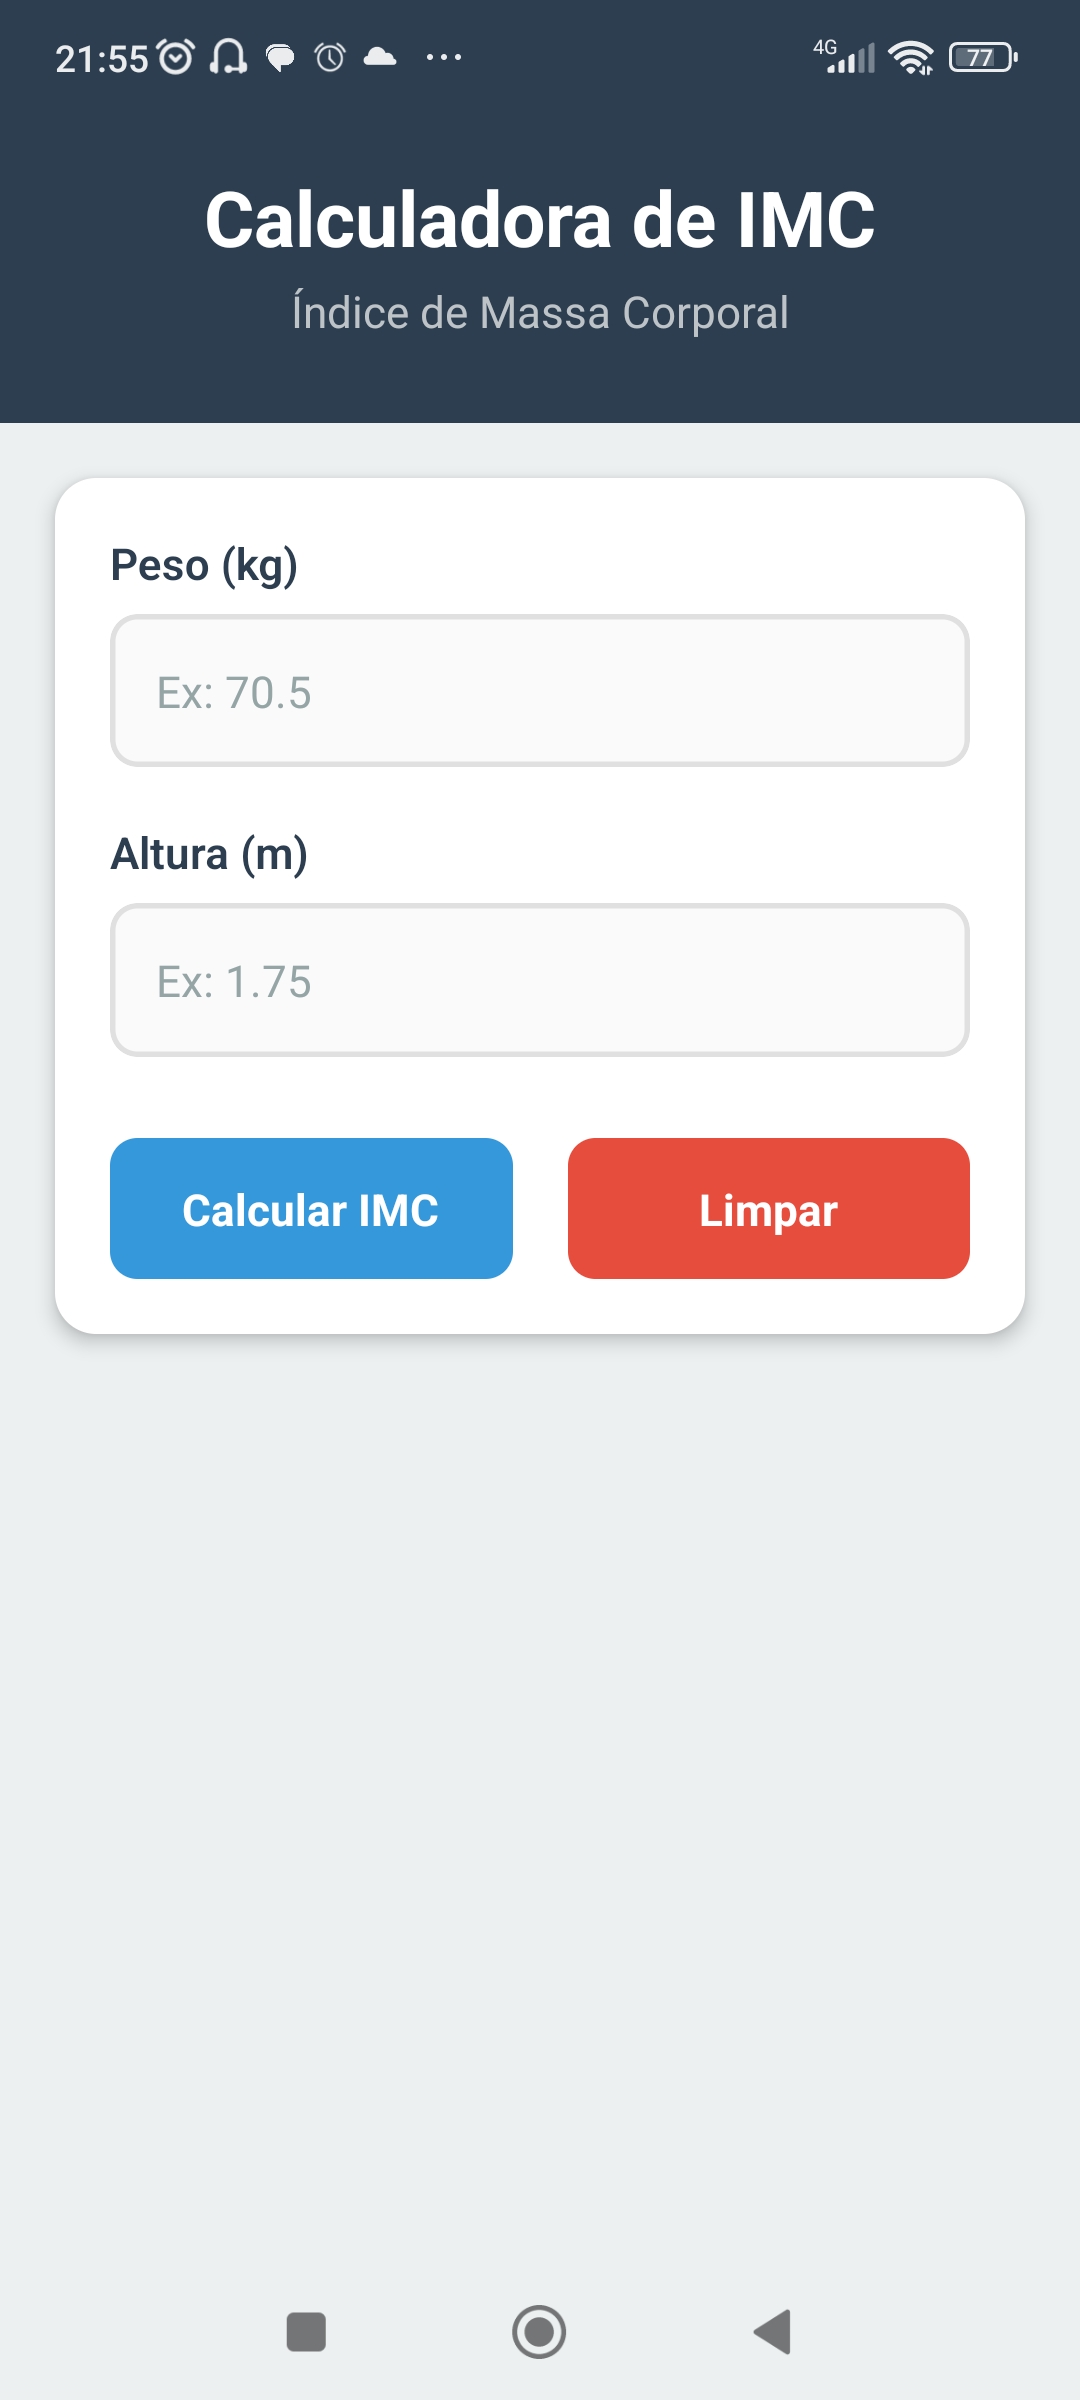 21:55
4G
77
Calculadora de IMC
Índice de Massa Corporal
Peso (kg)
Ex: 70.5
Altura (m)
Ex: 1.75
Calcular IMC
Limpar